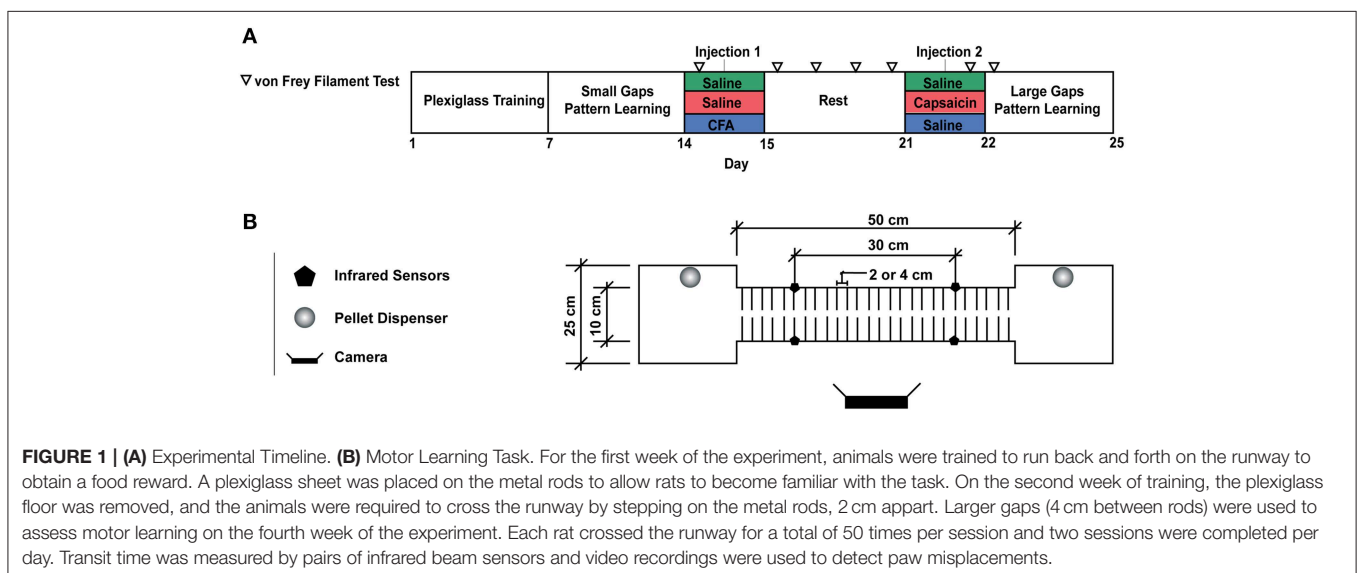 A
Injection 1
Injection 2
von Frey Filament Test
Plexiglass Training
Small Gaps
Pattern Learning
Saline
Saline
CFA
Rest
Saline
Capsaicin
Saline
Large Gaps
Pattern Learning
1
7
14
15
21
22
25
Day
B
Infrared Sensors
Pellet Dispenser
Camera
50 cm
30 cm
2 or 4 cm
25 cm
10 cm
FIGURE 1 | (A) Experimental Timeline. (B) Motor Learning Task. For the first week of the experiment, animals were trained to run back and forth on the runway to
obtain a food reward. A plexiglass sheet was placed on the metal rods to allow rats to become familiar with the task. On the second week of training, the plexiglass
floor was removed, and the animals were required to cross the runway by stepping on the metal rods, 2 cm appart. Larger gaps (4 cm between rods) were used to
assess motor learning on the fourth week of the experiment. Each rat crossed the runway for a total of 50 times per session and two sessions were completed per
day. Transit time was measured by pairs of infrared beam sensors and video recordings were used to detect paw misplacements.